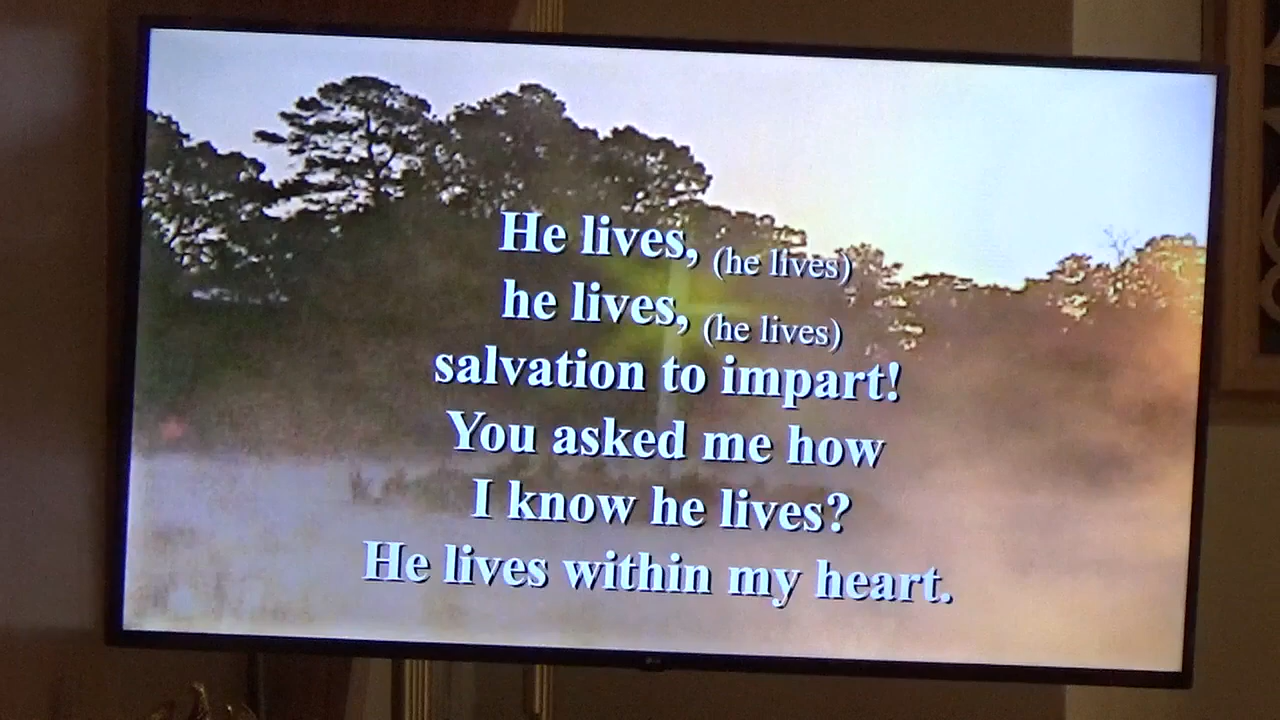 He lives, (he lives)
he lives, (he lives)
salvation to impart!
You asked me how
I know he lives?
He lives within my heart.